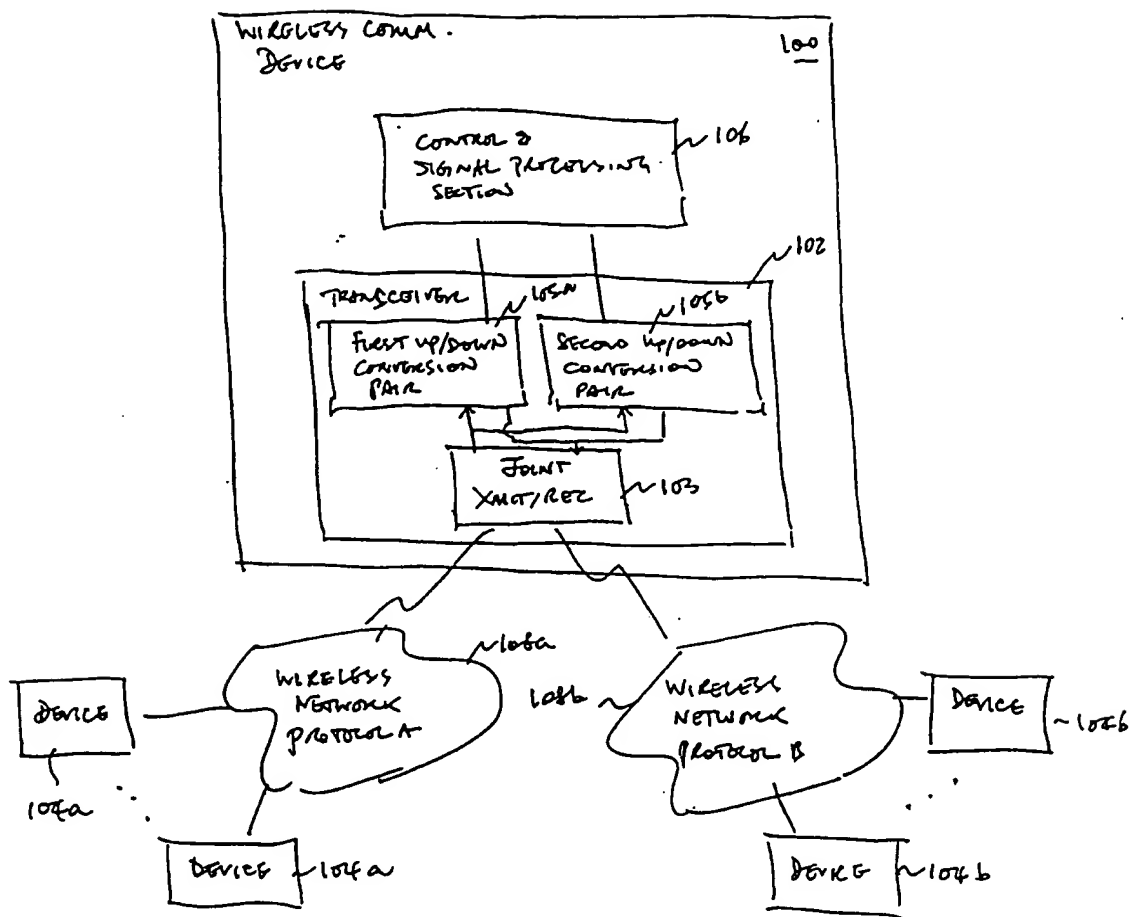 WIRELESS COMM.
DEVICE
100
CONTROL &
SIGNAL PROCESSING
SECTION
106
102
TRANSCEIVER
105a
105b
FIRST UP/DOWN
CONVERSION
PAIR
SECOND UP/DOWN
CONVERSION
PAIR
JOINT
XMIT/REC
103
108a
WIRELESS
NETWORK
PROTOCOL A
108b
WIRELESS
NETWORK
PROTOCOL B
DEVICE
104a
DEVICE
104b
DEVICE
104a
DEVICE
104b